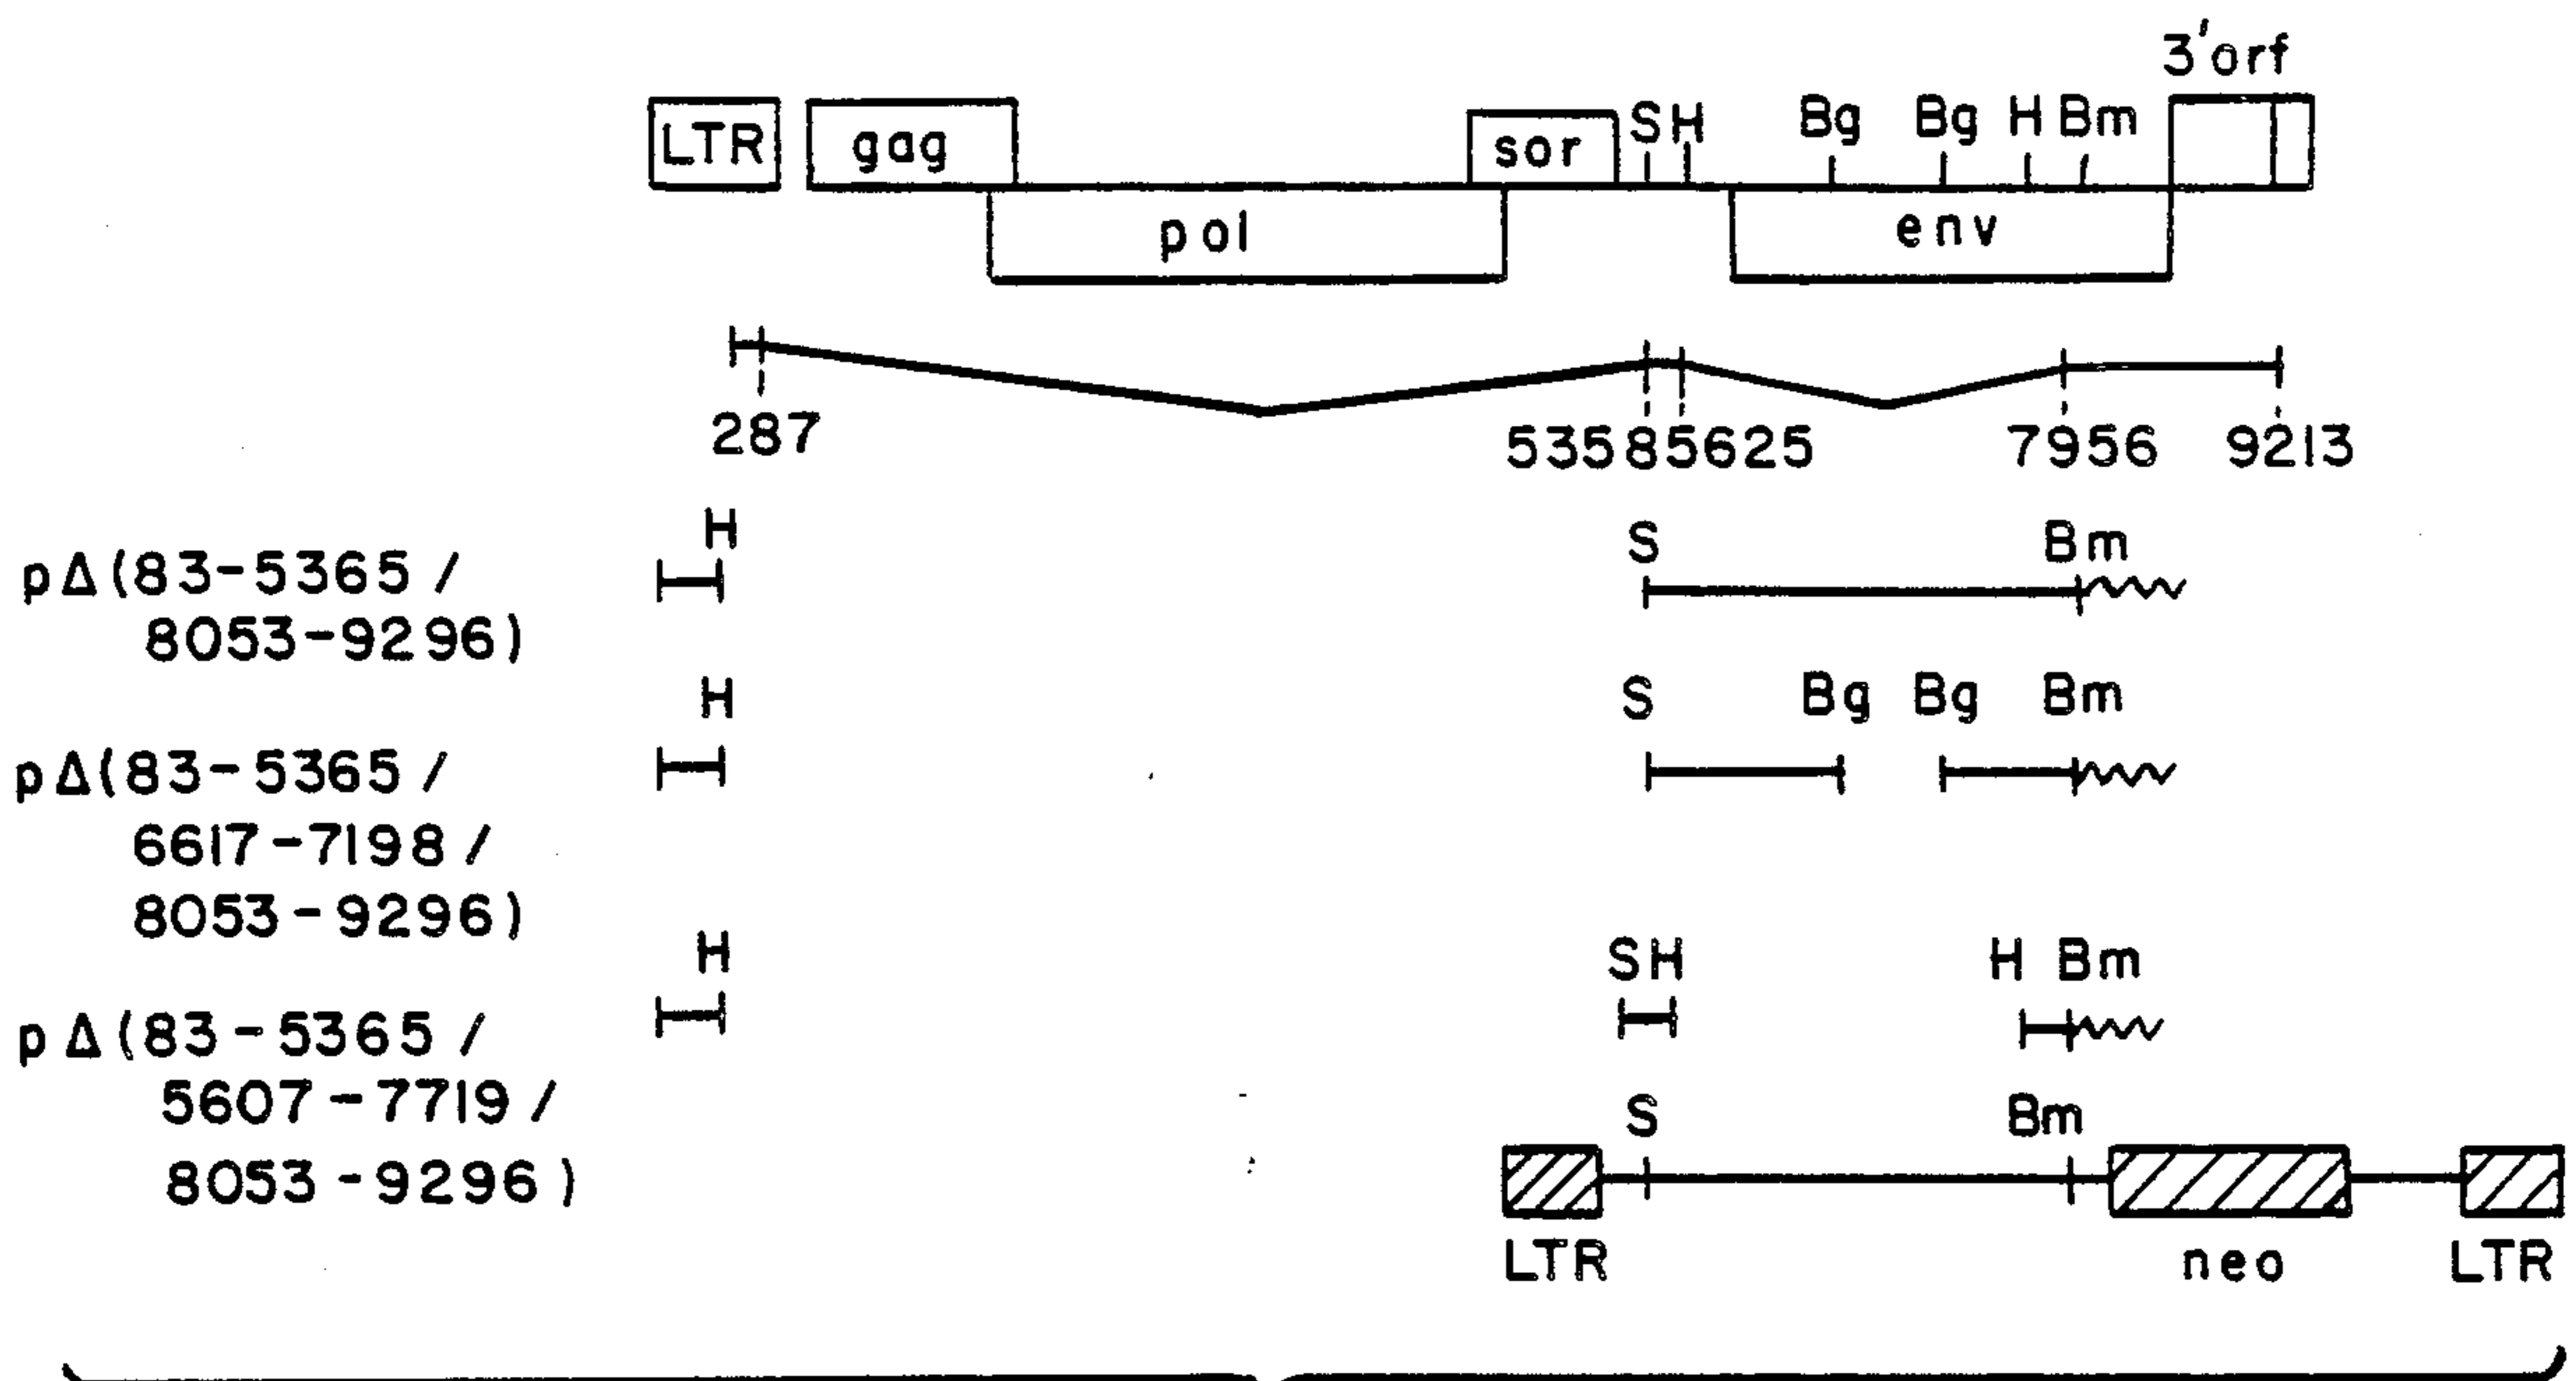 3'orf
LTR gag sor S H Bg Bg H Bm
pol env
287 5358 5625 7956 9213
H S Bm
pΔ(83-5365 /
8053-9296)
H S Bg Bg Bm
pΔ(83-5365 /
6617-7198 /
8053-9296)
H SH H Bm
pΔ(83-5365 /
5607-7719 /
S Bm
8053-9296)
LTR neo LTR